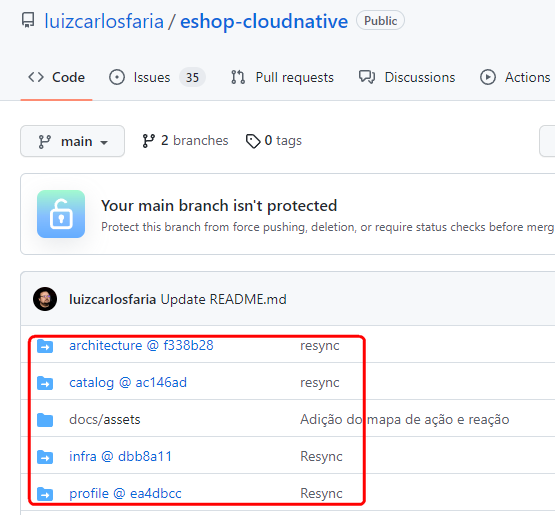 luizcarlosfaria / eshop-cloudnative Public
Code Issues 35 Pull requests Discussions Actions
main 2 branches 0 tags
Your main branch isn't protected
Protect this branch from force pushing, deletion, or require status checks before merg
luizcarlosfaria Update README.md
architecture @ f338b28 resync
catalog @ ac146ad resync
docs/assets Adição do mapa de ação e reação
infra @ dbb8a11 Resync
profile @ ea4dbcc Resync